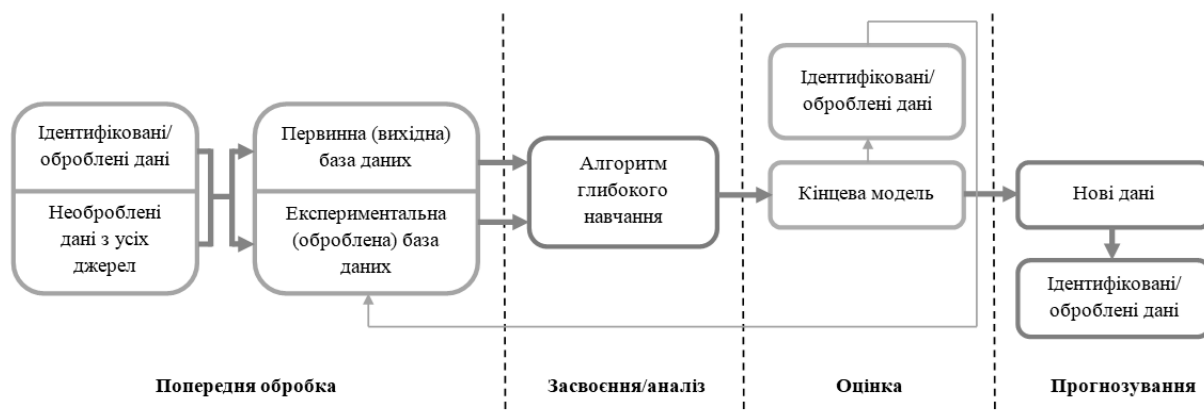 Ідентифіковані/
оброблені дані
Необроблені
дані з усіх
джерел
Первинна (вихідна)
база даних
Експериментальна
(оброблена) база
даних
Алгоритм
глибокого
навчання
Ідентифіковані/
оброблені дані
Кінцева модель
Нові дані
Ідентифіковані/
оброблені дані
Попередня обробка
Засвоєння/аналіз
Оцінка
Прогнозування